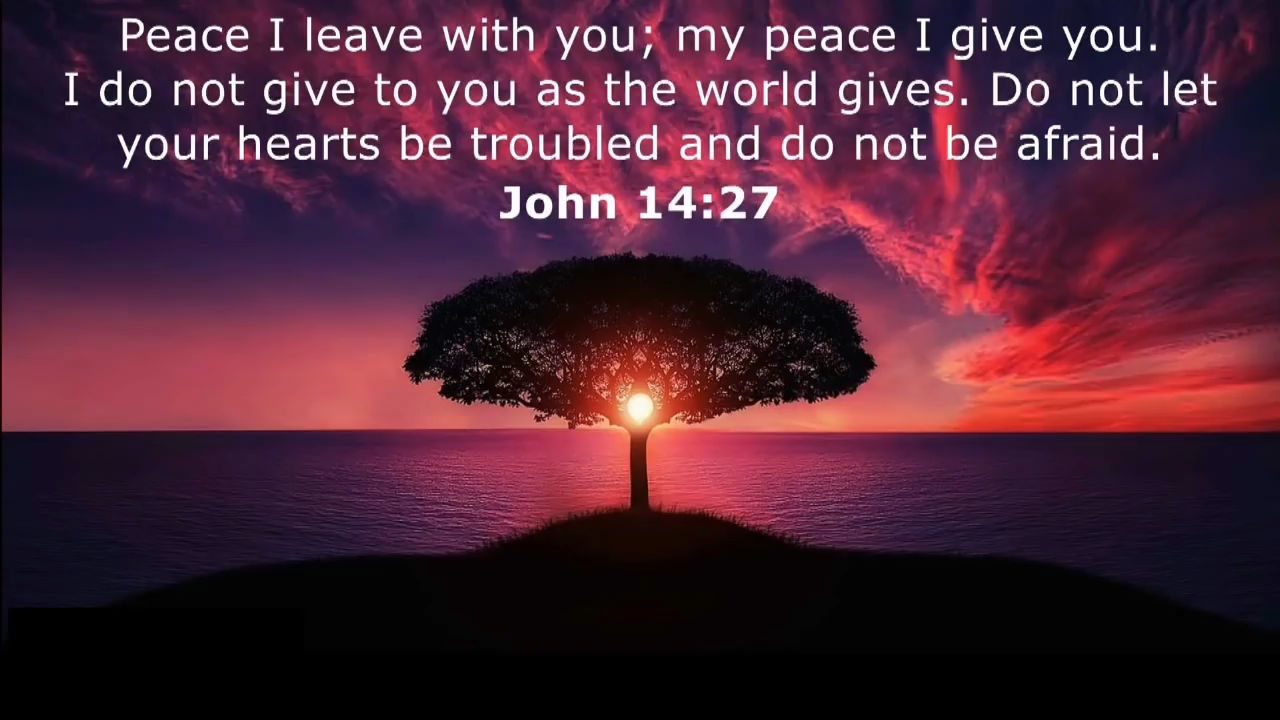 Peace I leave with you; my peace I give you.
I do not give to you as the world gives. Do not let
your hearts be troubled and do not be afraid.
John 14:27